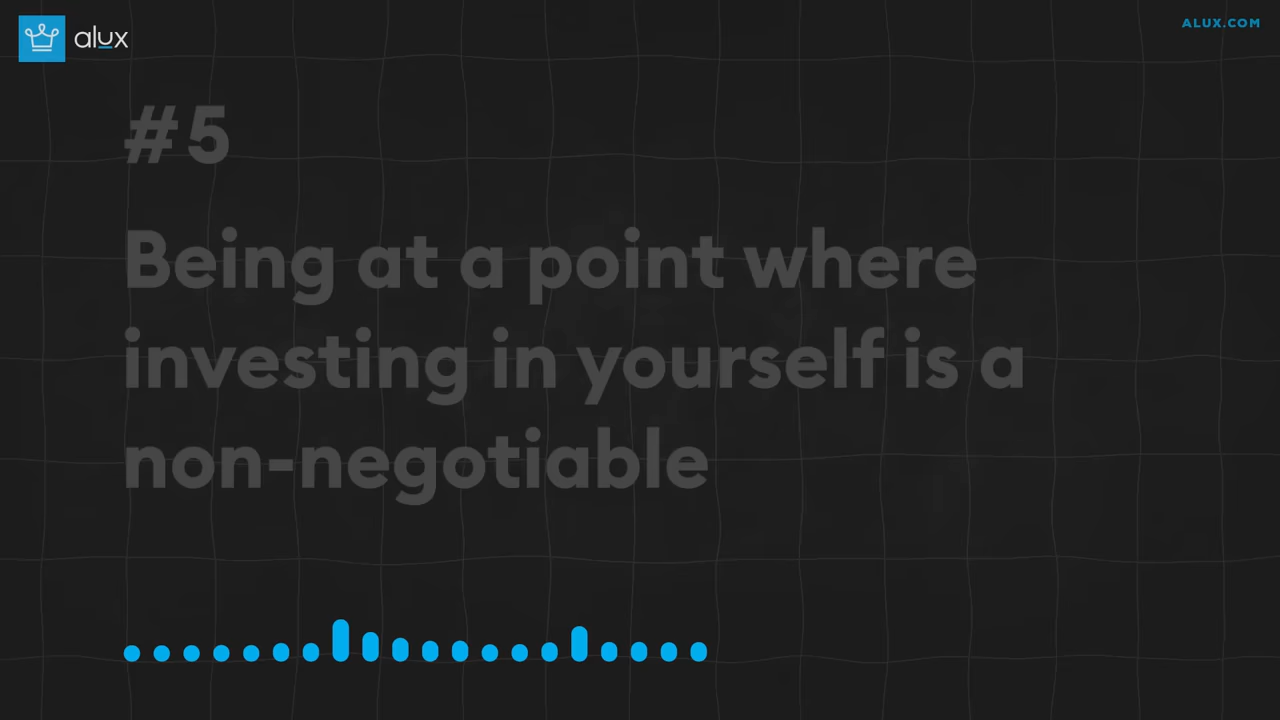 alux
ALUX.COM
#5
Being at a point where
investing in yourself is a
non-negotiable